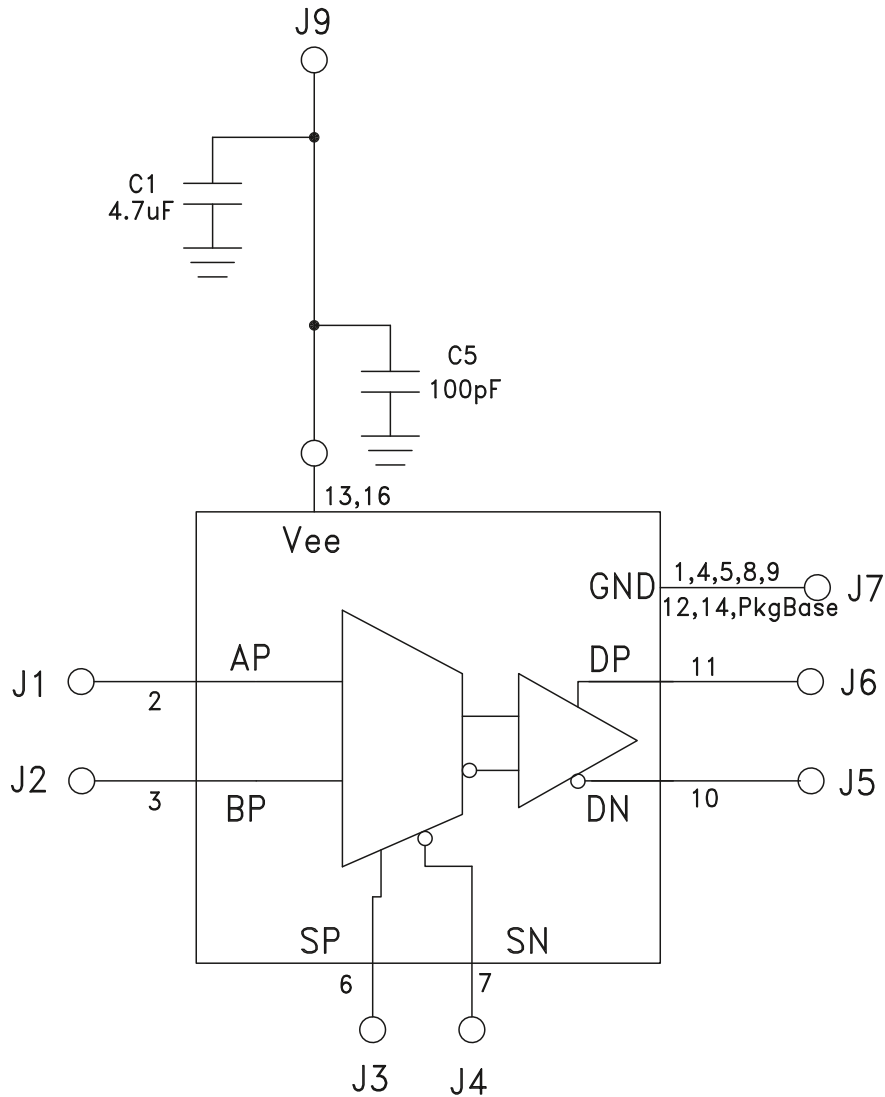 J9
C1
4.7uF
C5
100pF
13,16
Vee
GND
1,4,5,8,9
J7
12,14,PkgBase
AP
DP
11
J1
J6
2
J2
J5
3
BP
DN
10
SP
SN
6
7
J3
J4